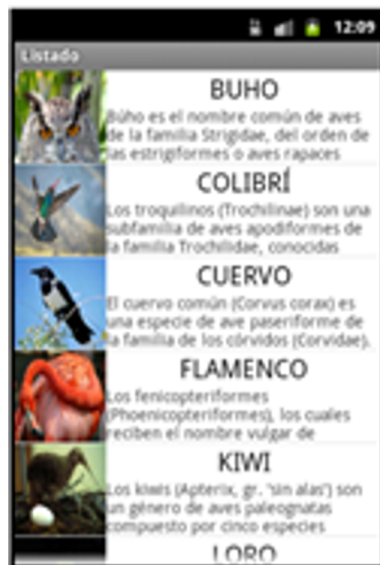 12:09
Listado
BUHO
Búho es el nombre común de aves
de la familia Strigidae, del orden de
las estrigiformes o aves rapaces
COLIBRÍ
Los troquilinos (Trochilinae) son una
subfamilia de aves apodiformes de
la familia Trochilidae, conocidas
CUERVO
El cuervo común (Corvus corax) es
una especie de ave paseriforme de
la familia de los córvidos (Corvidae).
FLAMENCO
Los fenicopteriformes
(Phoenicopteriformes), los cuales
reciben el nombre vulgar de
KIWI
Los kiwis (Apterix, gr. 'sin alas') son
un género de aves paleognatas
compuesto por cinco especies
LORO